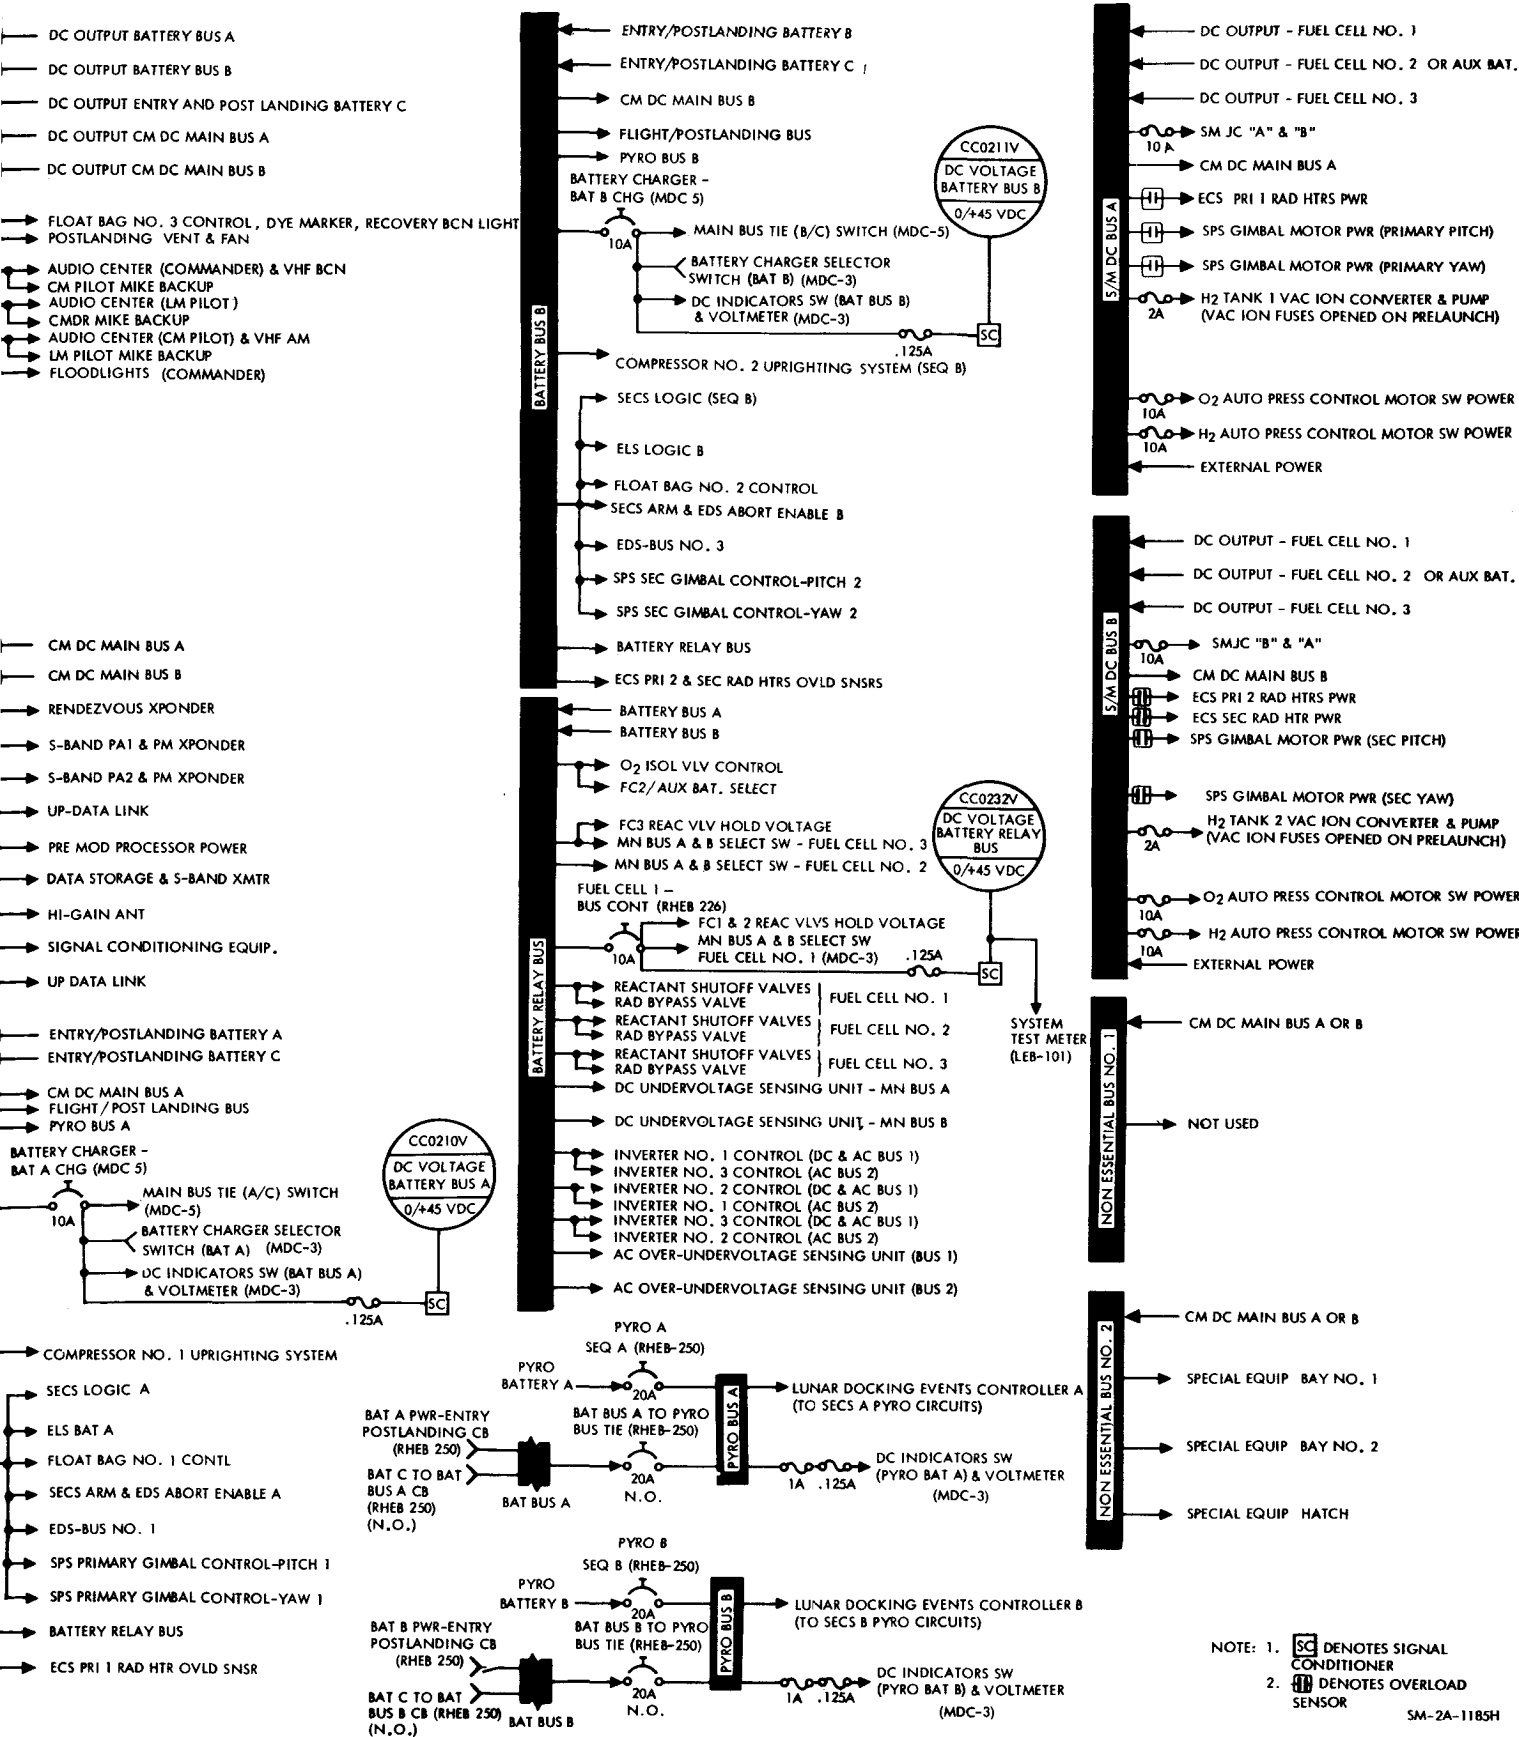 DC OUTPUT BATTERY BUS A
DC OUTPUT BATTERY BUS B
DC OUTPUT ENTRY AND POST LANDING BATTERY C
DC OUTPUT CM DC MAIN BUS A
DC OUTPUT CM DC MAIN BUS B
FLOAT BAG NO. 3 CONTROL, DYE MARKER, RECOVERY BCN LIGHT
POSTLANDING VENT & FAN
AUDIO CENTER (COMMANDER) & VHF BCN
CM PILOT MIKE BACKUP
AUDIO CENTER (LM PILOT)
CMDR MIKE BACKUP
AUDIO CENTER (CM PILOT) & VHF AM
LM PILOT MIKE BACKUP
FLOODLIGHTS (COMMANDER)
CM DC MAIN BUS A
CM DC MAIN BUS B
RENDEZVOUS XPONDER
S-BAND PA1 & PM XPONDER
S-BAND PA2 & PM XPONDER
UP-DATA LINK
PRE MOD PROCESSOR POWER
DATA STORAGE & S-BAND XMTR
HI-GAIN ANT
SIGNAL CONDITIONING EQUIP.
UP DATA LINK
ENTRY/POSTLANDING BATTERY A
ENTRY/POSTLANDING BATTERY C
CM DC MAIN BUS A
FLIGHT/POST LANDING BUS
PYRO BUS A
BATTERY CHARGER -
BAT A CHG (MDC 5)
10A
MAIN BUS TIE (A/C) SWITCH
(MDC-5)
BATTERY CHARGER SELECTOR
SWITCH (BAT A) (MDC-3)
DC INDICATORS SW (BAT BUS A)
& VOLTMETER (MDC-3)
.125A
SC
CC0210V
DC VOLTAGE
BATTERY BUS A
0/+45 VDC
COMPRESSOR NO. 1 UPRIGHTING SYSTEM
SECS LOGIC A
ELS BAT A
FLOAT BAG NO. 1 CONTL
SECS ARM & EDS ABORT ENABLE A
EDS-BUS NO. 1
SPS PRIMARY GIMBAL CONTROL-PITCH 1
SPS PRIMARY GIMBAL CONTROL-YAW 1
BATTERY RELAY BUS
ECS PRI 1 RAD HTR OVLD SNSR
BATTERY BUS B
ENTRY/POSTLANDING BATTERY B
ENTRY/POSTLANDING BATTERY C
CM DC MAIN BUS B
FLIGHT/POSTLANDING BUS
PYRO BUS B
BATTERY CHARGER -
BAT B CHG (MDC 5)
10A
MAIN BUS TIE (B/C) SWITCH (MDC-5)
BATTERY CHARGER SELECTOR
SWITCH (BAT B) (MDC-3)
DC INDICATORS SW (BAT BUS B)
& VOLTMETER (MDC-3)
.125A
SC
CC0211V
DC VOLTAGE
BATTERY BUS B
0/+45 VDC
COMPRESSOR NO. 2 UPRIGHTING SYSTEM (SEQ B)
SECS LOGIC (SEQ B)
ELS LOGIC B
FLOAT BAG NO. 2 CONTROL
SECS ARM & EDS ABORT ENABLE B
EDS-BUS NO. 3
SPS SEC GIMBAL CONTROL-PITCH 2
SPS SEC GIMBAL CONTROL-YAW 2
BATTERY RELAY BUS
ECS PRI 2 & SEC RAD HTRS OVLD SNSRS
BATTERY RELAY BUS
BATTERY BUS A
BATTERY BUS B
O2 ISOL VLV CONTROL
FC2/AUX BAT. SELECT
FC3 REAC VLV HOLD VOLTAGE
MN BUS A & B SELECT SW - FUEL CELL NO. 3
MN BUS A & B SELECT SW - FUEL CELL NO. 2
FUEL CELL 1 -
BUS CONT (RHEB 226)
10A
FC1 & 2 REAC VLVS HOLD VOLTAGE
MN BUS A & B SELECT SW
FUEL CELL NO. 1 (MDC-3)
.125A
SC
CC0232V
DC VOLTAGE
BATTERY RELAY
BUS
0/+45 VDC
SYSTEM
TEST METER
(LEB-101)
REACTANT SHUTOFF VALVES
RAD BYPASS VALVE
FUEL CELL NO. 1
REACTANT SHUTOFF VALVES
RAD BYPASS VALVE
FUEL CELL NO. 2
REACTANT SHUTOFF VALVES
RAD BYPASS VALVE
FUEL CELL NO. 3
DC UNDERVOLTAGE SENSING UNIT - MN BUS A
DC UNDERVOLTAGE SENSING UNIT - MN BUS B
INVERTER NO. 1 CONTROL (DC & AC BUS 1)
INVERTER NO. 3 CONTROL (AC BUS 2)
INVERTER NO. 2 CONTROL (DC & AC BUS 1)
INVERTER NO. 1 CONTROL (AC BUS 2)
INVERTER NO. 3 CONTROL (DC & AC BUS 1)
INVERTER NO. 2 CONTROL (AC BUS 2)
AC OVER-UNDERVOLTAGE SENSING UNIT (BUS 1)
AC OVER-UNDERVOLTAGE SENSING UNIT (BUS 2)
PYRO A
SEQ A (RHEB-250)
PYRO
BATTERY A
20A
BAT BUS A TO PYRO
BUS TIE (RHEB-250)
BAT A PWR-ENTRY
POSTLANDING CB
(RHEB 250)
BAT C TO BAT
BUS A CB
(RHEB 250)
(N.O.)
BAT BUS A
20A
N.O.
PYRO BUS A
LUNAR DOCKING EVENTS CONTROLLER A
(TO SECS A PYRO CIRCUITS)
1A .125A
DC INDICATORS SW
(PYRO BAT A) & VOLTMETER
(MDC-3)
PYRO B
SEQ B (RHEB-250)
PYRO
BATTERY B
20A
BAT BUS B TO PYRO
BUS TIE (RHEB-250)
BAT B PWR-ENTRY
POSTLANDING CB
(RHEB 250)
BAT C TO BAT
BUS B CB (RHEB 250)
(N.O.)
BAT BUS B
20A
N.O.
PYRO BUS B
LUNAR DOCKING EVENTS CONTROLLER B
(TO SECS B PYRO CIRCUITS)
1A .125A
DC INDICATORS SW
(PYRO BAT B) & VOLTMETER
(MDC-3)
S/M DC BUS A
DC OUTPUT - FUEL CELL NO. 1
DC OUTPUT - FUEL CELL NO. 2 OR AUX BAT.
DC OUTPUT - FUEL CELL NO. 3
SM JC "A" & "B"
10A
CM DC MAIN BUS A
ECS PRI 1 RAD HTRS PWR
SPS GIMBAL MOTOR PWR (PRIMARY PITCH)
SPS GIMBAL MOTOR PWR (PRIMARY YAW)
H2 TANK 1 VAC ION CONVERTER & PUMP
(VAC ION FUSES OPENED ON PRELAUNCH)
2A
O2 AUTO PRESS CONTROL MOTOR SW POWER
10A
H2 AUTO PRESS CONTROL MOTOR SW POWER
10A
EXTERNAL POWER
S/M DC BUS B
DC OUTPUT - FUEL CELL NO. 1
DC OUTPUT - FUEL CELL NO. 2 OR AUX BAT.
DC OUTPUT - FUEL CELL NO. 3
SMJC "B" & "A"
10A
CM DC MAIN BUS B
ECS PRI 2 RAD HTRS PWR
ECS SEC RAD HTR PWR
SPS GIMBAL MOTOR PWR (SEC PITCH)
SPS GIMBAL MOTOR PWR (SEC YAW)
H2 TANK 2 VAC ION CONVERTER & PUMP
(VAC ION FUSES OPENED ON PRELAUNCH)
2A
O2 AUTO PRESS CONTROL MOTOR SW POWER
10A
H2 AUTO PRESS CONTROL MOTOR SW POWER
10A
EXTERNAL POWER
NON ESSENTIAL BUS NO. 1
CM DC MAIN BUS A OR B
NOT USED
NON ESSENTIAL BUS NO. 2
CM DC MAIN BUS A OR B
SPECIAL EQUIP BAY NO. 1
SPECIAL EQUIP BAY NO. 2
SPECIAL EQUIP HATCH
NOTE: 1. SC DENOTES SIGNAL
CONDITIONER
2. DENOTES OVERLOAD
SENSOR
SM-2A-1185H